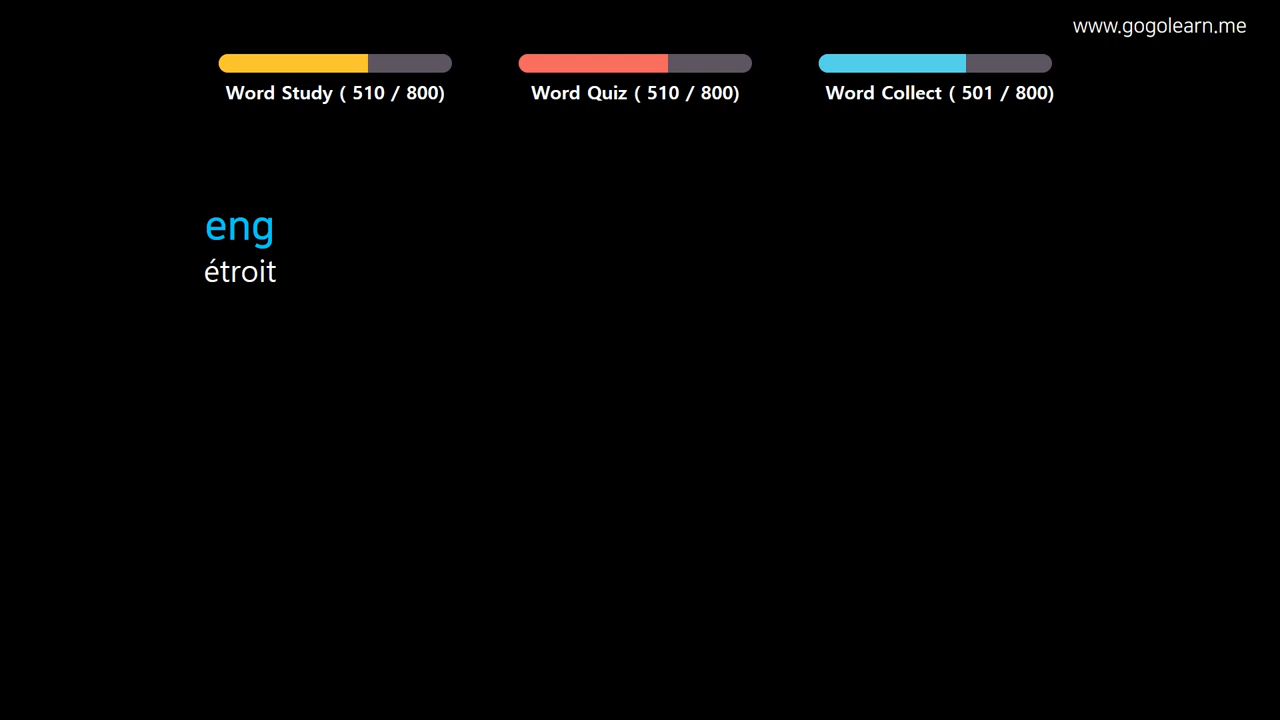 www.gogolearn.me
Word Study ( 510 / 800)
Word Quiz ( 510 / 800)
Word Collect ( 501 / 800)
eng
étroit